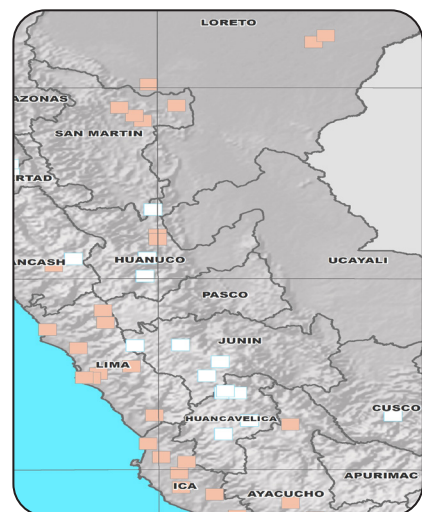 LORETO
AZONAS
SAN MARTIN
RTAD
ANCASH
HUANUCO
UCAYALI
PASCO
JUNIN
LIMA
CUSCO
HUANCAVELICA
APURIMAC
ICA
AYACUCHO